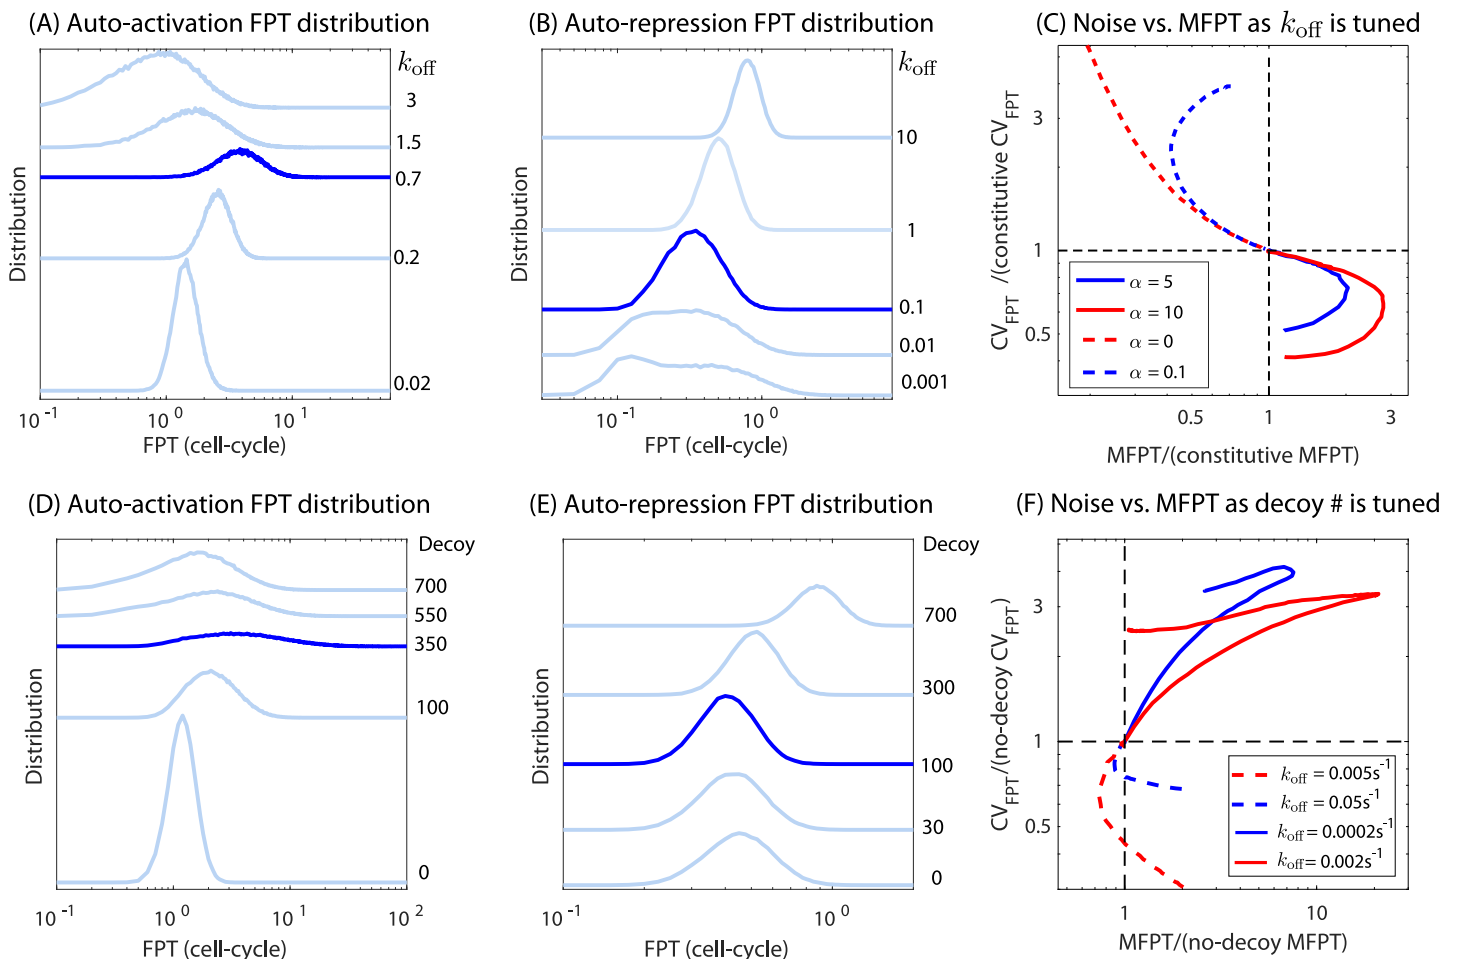 (A) Auto-activation FPT distribution
k_off
3
1.5
0.7
0.2
0.02
Distribution
10^-1
10^0
10^1
FPT (cell-cycle)
(B) Auto-repression FPT distribution
k_off
10
1
0.1
0.01
0.001
Distribution
10^-1
10^0
FPT (cell-cycle)
(C) Noise vs. MFPT as k_off is tuned
CV_FPT /(constitutive CV_FPT)
3
1
0.5
α = 5
α = 10
α = 0
α = 0.1
0.5
1
3
MFPT/(constitutive MFPT)
(D) Auto-activation FPT distribution
Decoy
700
550
350
100
0
Distribution
10^-1
10^0
10^1
10^2
FPT (cell-cycle)
(E) Auto-repression FPT distribution
Decoy
700
300
100
30
0
Distribution
10^-1
10^0
FPT (cell-cycle)
(F) Noise vs. MFPT as decoy # is tuned
CV_FPT/(no-decoy CV_FPT)
3
1
0.5
k_off = 0.005s^-1
k_off = 0.05s^-1
k_off = 0.0002s^-1
k_off = 0.002s^-1
1
10
MFPT/(no-decoy MFPT)